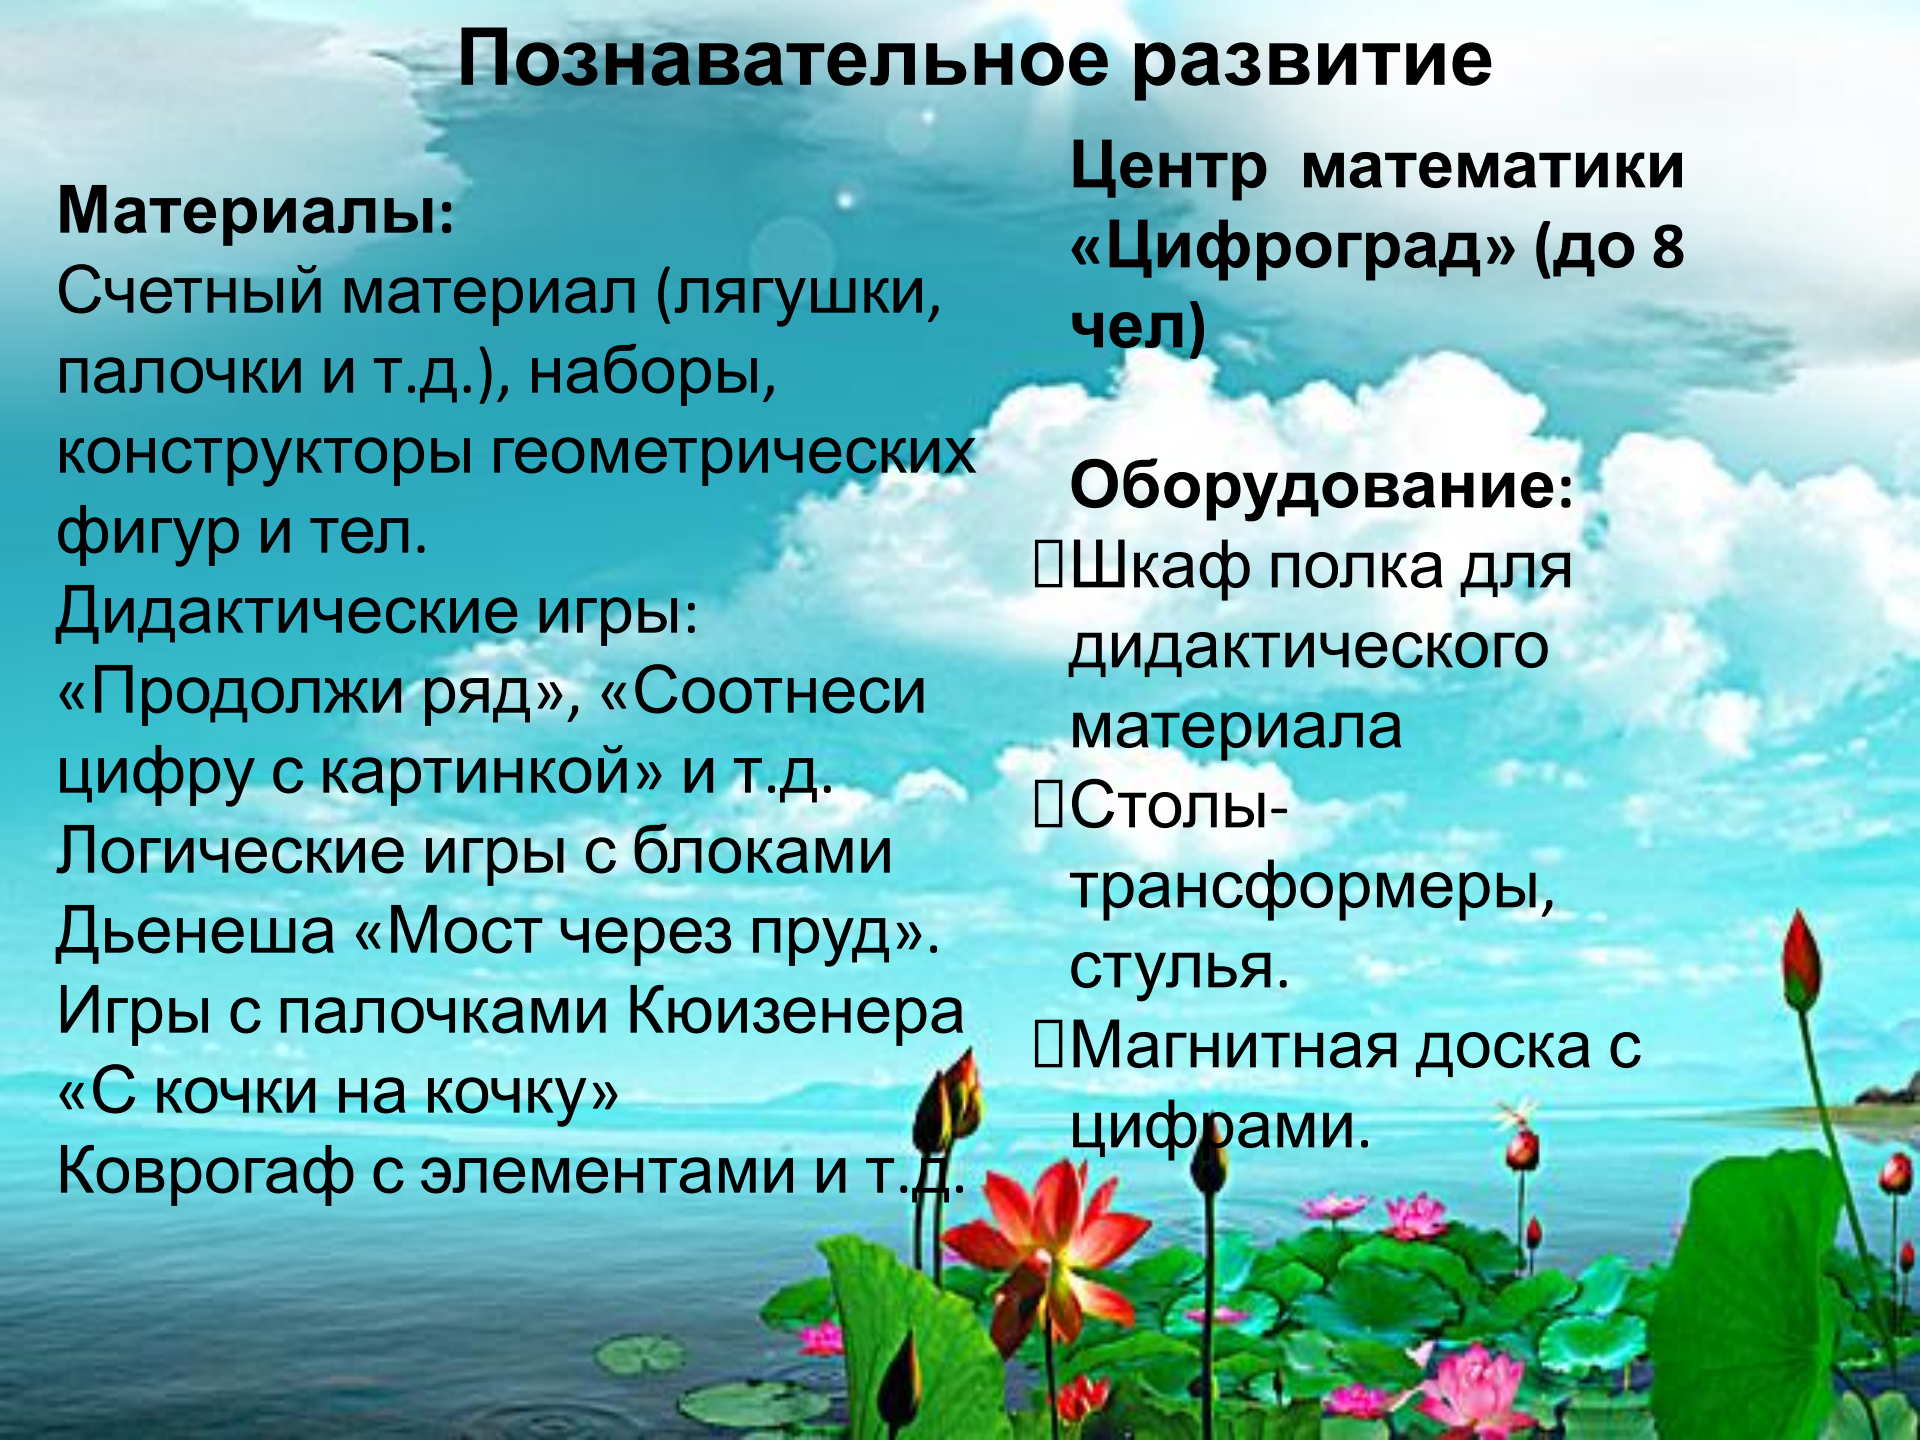 Познавательное развитие
Материалы:
Счетный материал (лягушки,
палочки и т.д.), наборы,
конструкторы геометрических
фигур и тел.
Дидактические игры:
«Продолжи ряд», «Соотнеси
цифру с картинкой» и т.д.
Логические игры с блоками
Дьенеша «Мост через пруд».
Игры с палочками Кюизенера
«С кочки на кочку»
Коврогаф с элементами и т.д.
Центр математики
«Цифроград» (до 8
чел)
Оборудование:
Шкаф полка для
дидактического
материала
Столы-
трансформеры,
стулья.
Магнитная доска с
цифрами.